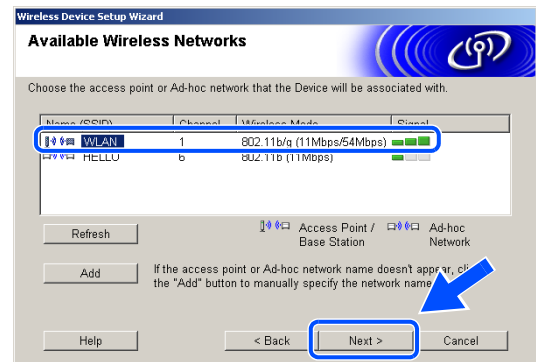 Wireless Device Setup Wizard
Available Wireless Networks
Choose the access point or Ad-hoc network that the Device will be associated with.
Name (SSID) Channel Wireless Mode Signal
WLAN 1 802.11b/g (11Mbps/54Mbps)
HELLO 6 802.11b (11Mbps)
Refresh
Access Point / Base Station
Ad-hoc Network
Add
If the access point or Ad-hoc network name doesn't appear,
the "Add" button to manually specify the network name
Help < Back Next > Cancel